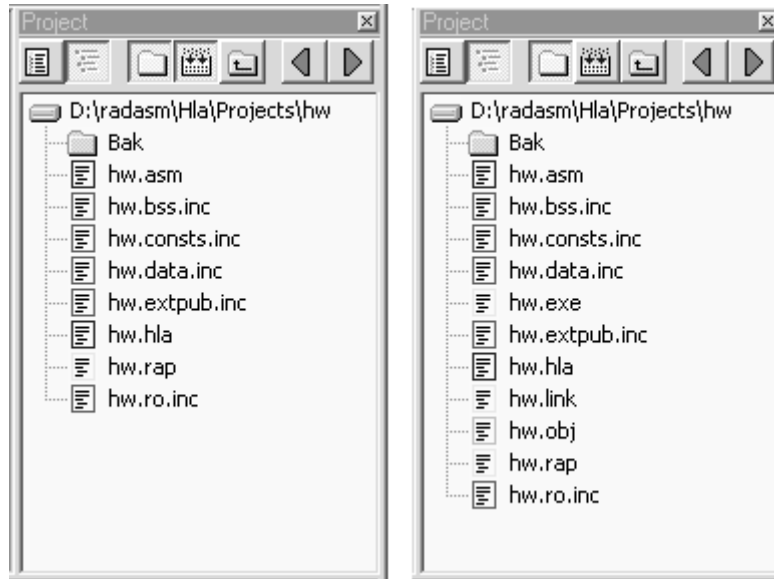 Project
D:\radasm\Hla\Projects\hw
Bak
hw.asm
hw.bss.inc
hw.consts.inc
hw.data.inc
hw.extpub.inc
hw.hla
hw.rap
hw.ro.inc
Project
D:\radasm\Hla\Projects\hw
Bak
hw.asm
hw.bss.inc
hw.consts.inc
hw.data.inc
hw.exe
hw.extpub.inc
hw.hla
hw.link
hw.obj
hw.rap
hw.ro.inc